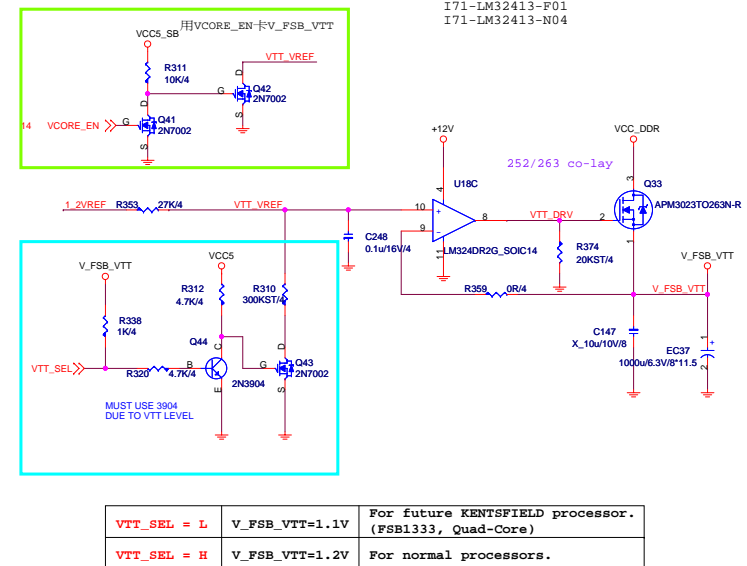 I71-LM32413-F01
I71-LM32413-N04
用VCORE_EN卡V_FSB_VTT
VCC5_SB
R311
10K/4
VTT_VREF
D
G
S
Q42
2N7002
14 VCORE_EN
G
D
S
Q41
2N7002
+12V
VCC_DDR
252/263 co-lay
U18C
Q33
APM3023TO263N-R
4
3
10
+
8
VTT_DRV
2
9
-
11
LM324DR2G_SOIC14
1
1_2VREF
R353
27K/4
VTT_VREF
C248
0.1u/16V/4
R374
20KST/4
V_FSB_VTT
V_FSB_VTT
R359
0R/4
C147
X_10u/10V/8
EC37
1000u/6.3V/8*11.5
1
2
V_FSB_VTT
VCC5
R312
4.7K/4
R310
300KST/4
R338
1K/4
Q44
C
B
E
2N3904
D
G
S
Q43
2N7002
VTT_SEL
R320
4.7K/4
MUST USE 3904
DUE TO VTT LEVEL
VTT_SEL = L V_FSB_VTT=1.1V For future KENTSFIELD processor.
(FSB1333, Quad-Core)
VTT_SEL = H V_FSB_VTT=1.2V For normal processors.